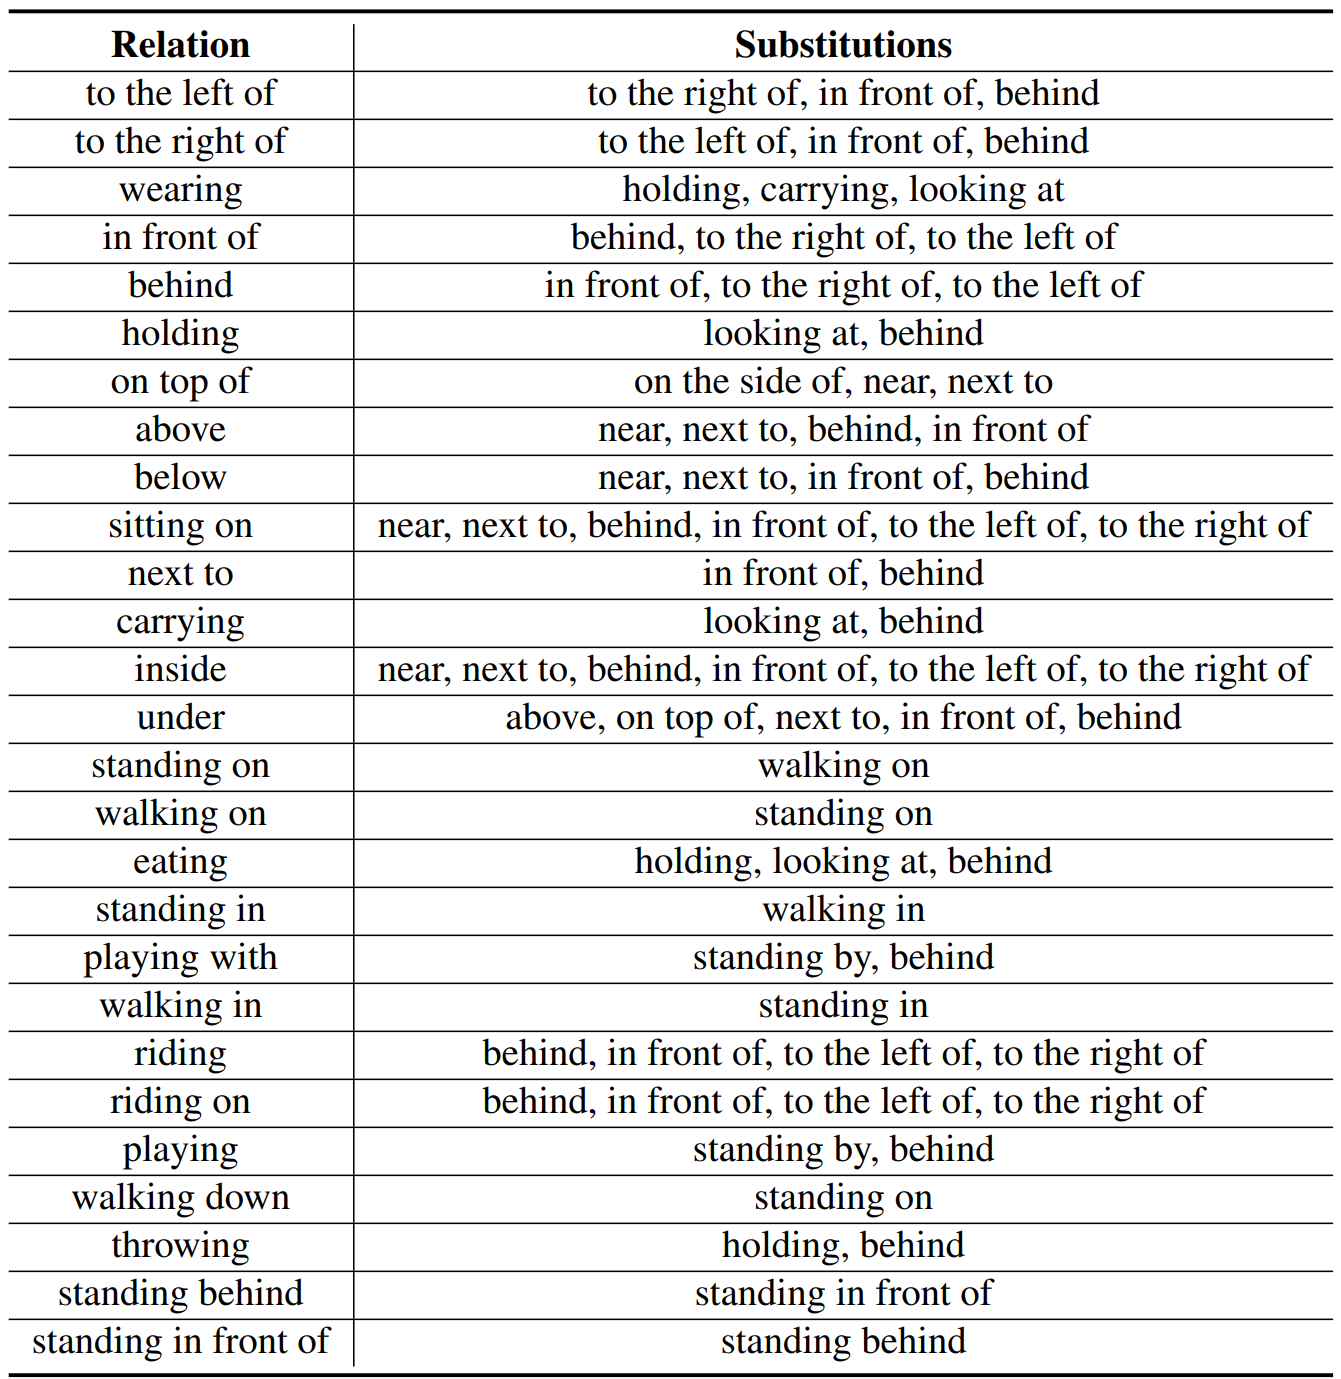 Relation Substitutions
to the left of to the right of, in front of, behind
to the right of to the left of, in front of, behind
wearing holding, carrying, looking at
in front of behind, to the right of, to the left of
behind in front of, to the right of, to the left of
holding looking at, behind
on top of on the side of, near, next to
above near, next to, behind, in front of
below near, next to, in front of, behind
sitting on near, next to, behind, in front of, to the left of, to the right of
next to in front of, behind
carrying looking at, behind
inside near, next to, behind, in front of, to the left of, to the right of
under above, on top of, next to, in front of, behind
standing on walking on
walking on standing on
eating holding, looking at, behind
standing in walking in
playing with standing by, behind
walking in standing in
riding behind, in front of, to the left of, to the right of
riding on behind, in front of, to the left of, to the right of
playing standing by, behind
walking down standing on
throwing holding, behind
standing behind standing in front of
standing in front of standing behind